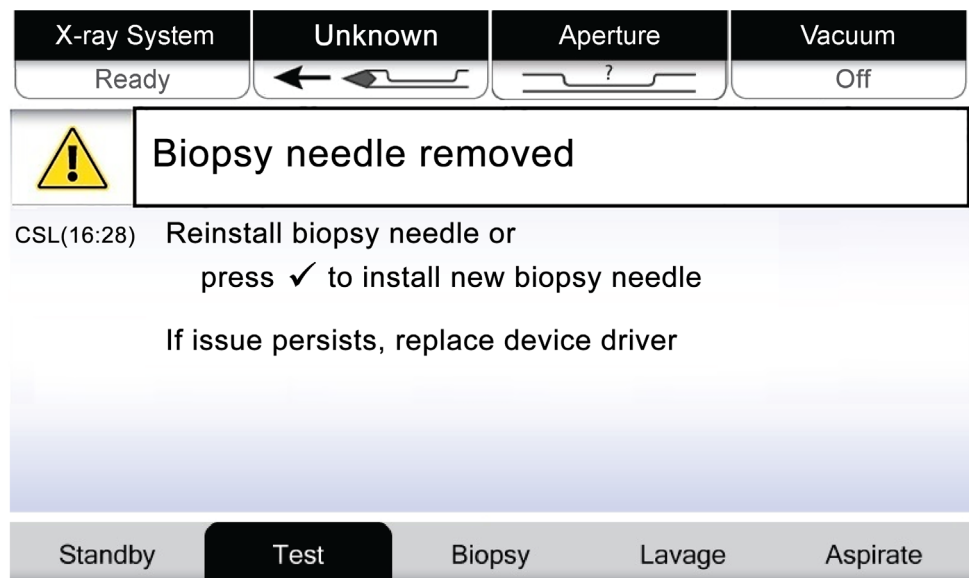 X-ray System
Unknown
Aperture
Vacuum
Ready
?
Off
Biopsy needle removed
CSL(16:28) Reinstall biopsy needle or
press ✓ to install new biopsy needle
If issue persists, replace device driver
Standby
Test
Biopsy
Lavage
Aspirate